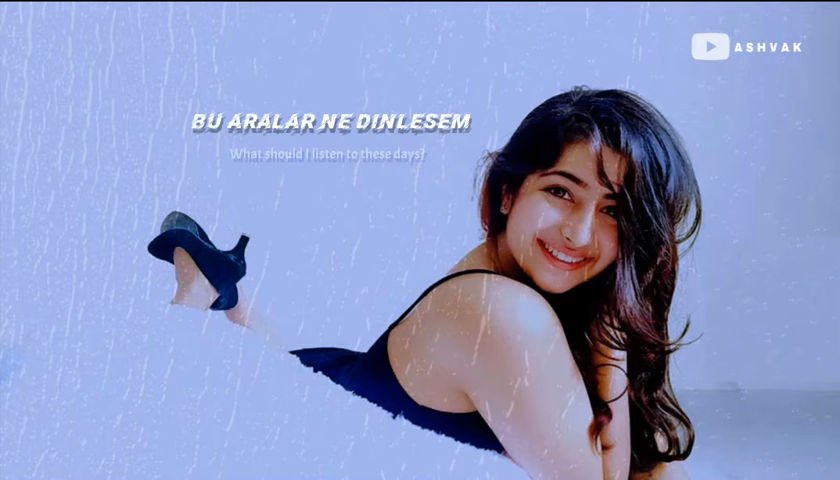 ASHVAK
BU ARALAR NE DINLESEM
What should I listen to these days?